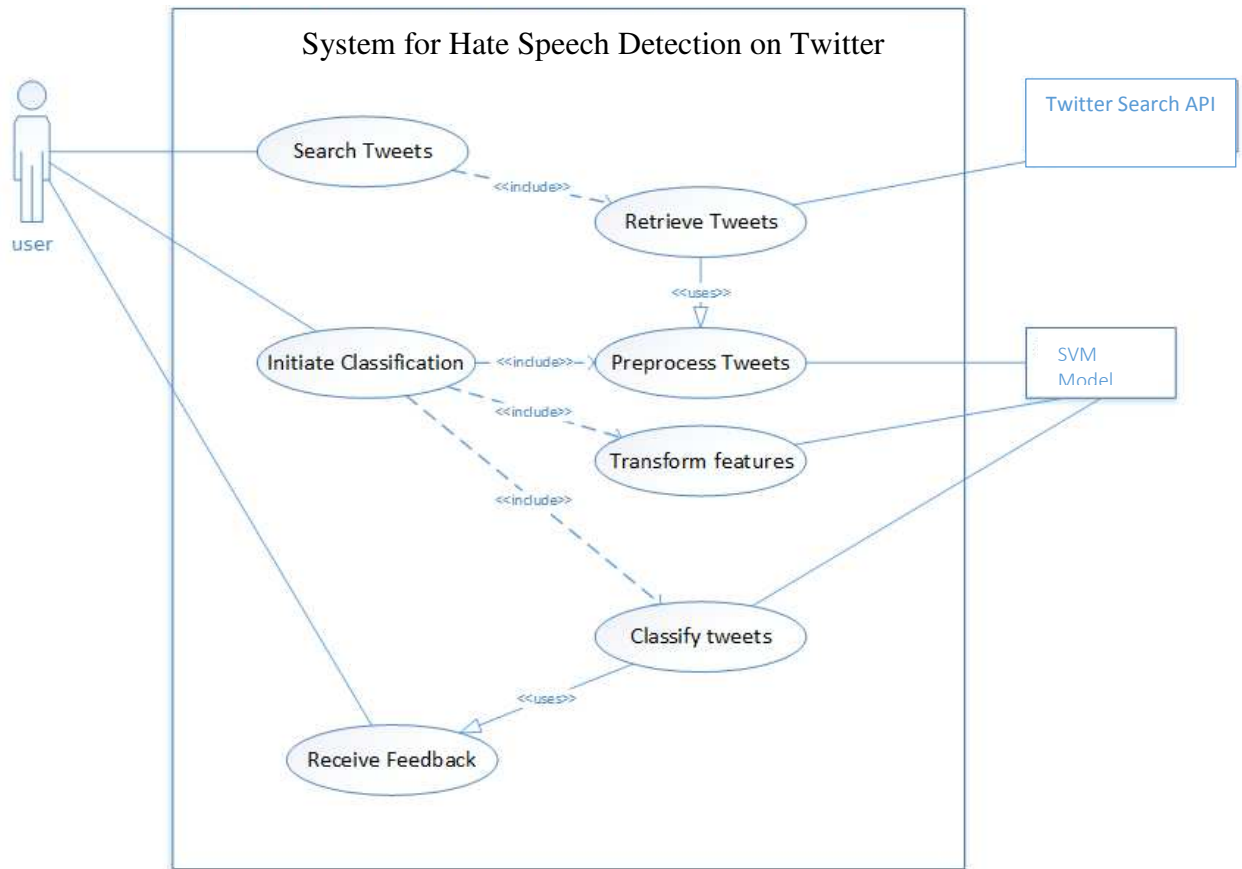 System for Hate Speech Detection on Twitter
Twitter Search API
Search Tweets
<<include>>
Retrieve Tweets
user
<<uses>>
Initiate Classification
<<include>>
Preprocess Tweets
SVM
Model
<<include>>
Transform features
<<include>>
Classify tweets
<<uses>>
Receive Feedback